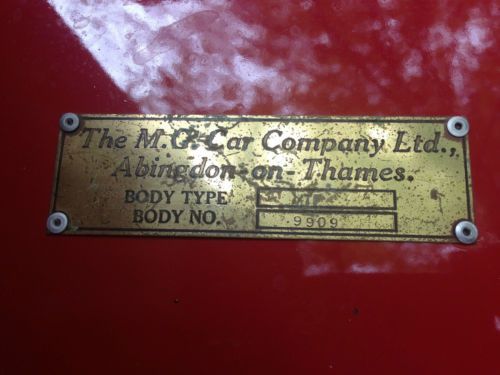 The M.G. Car Company Ltd.,
Abingdon-on-Thames.
BODY TYPE
BODY NO. 9909